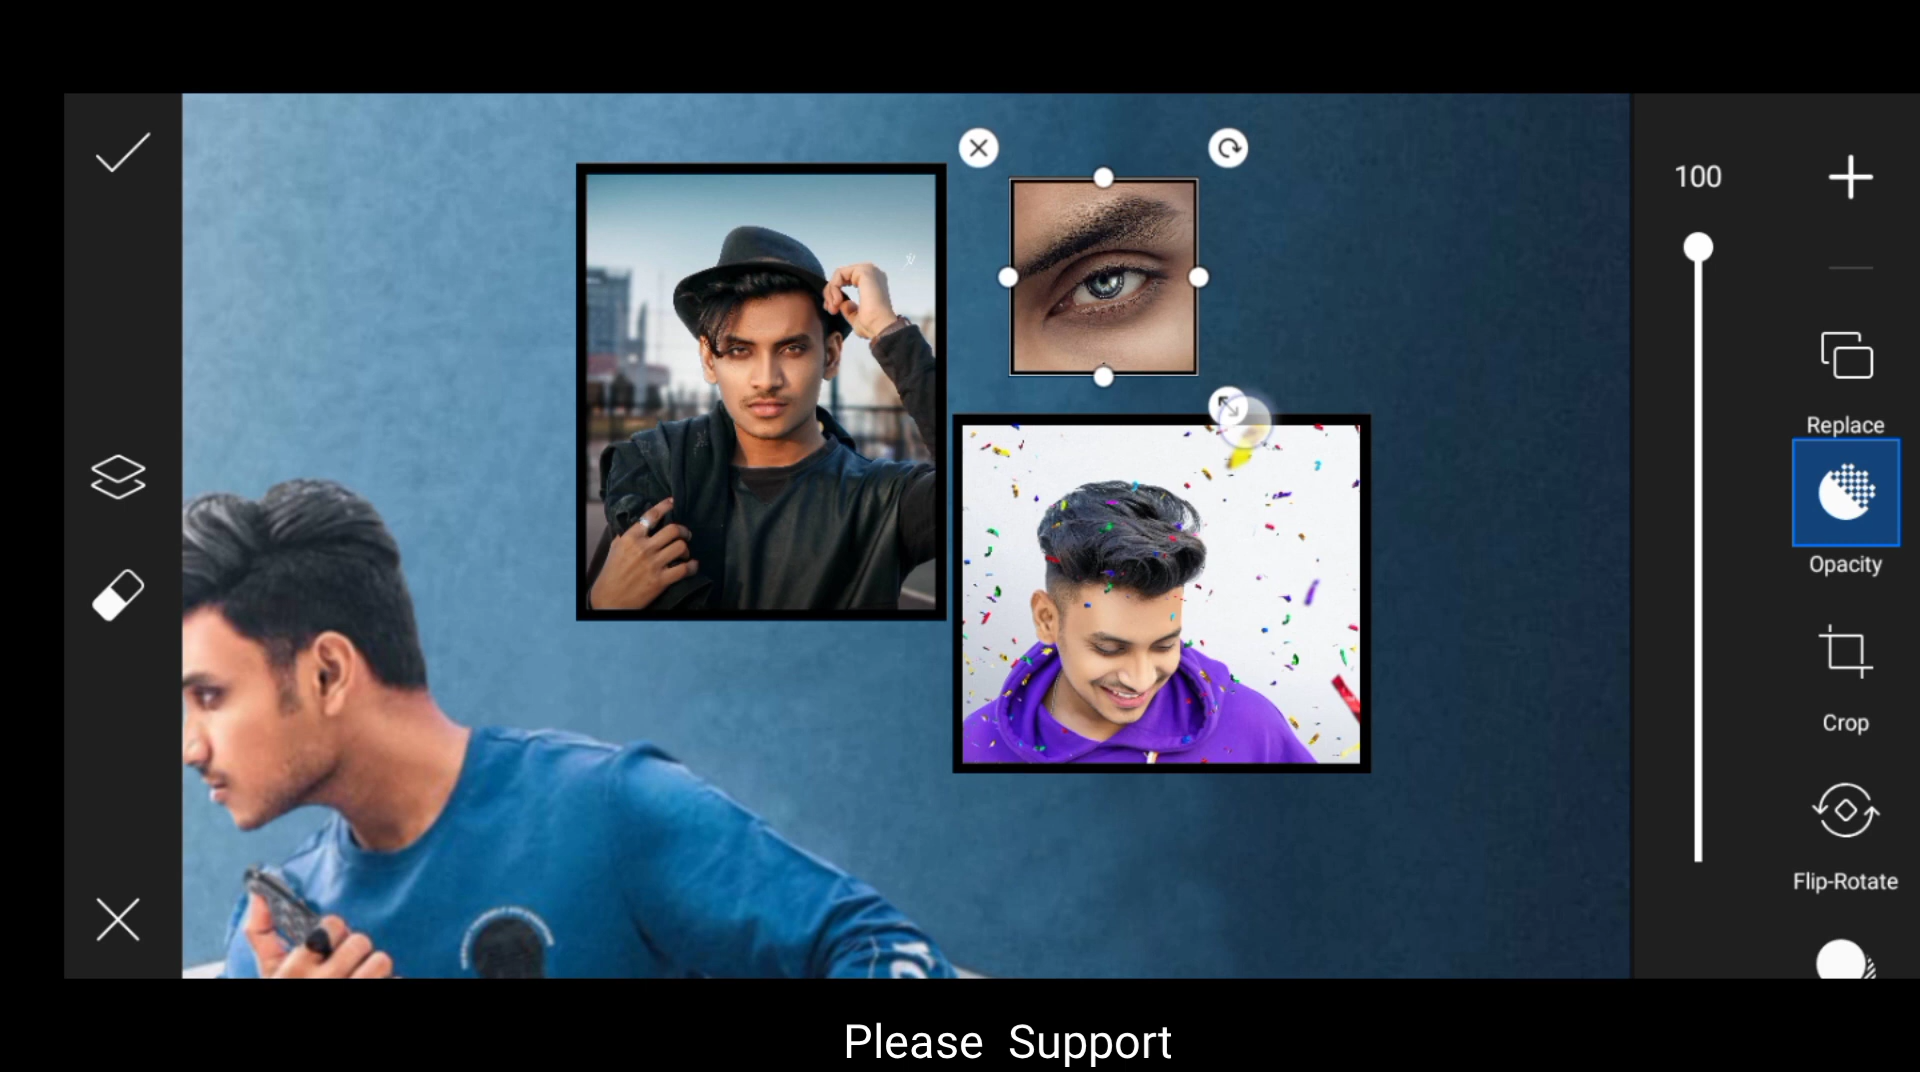 100
Replace
Opacity
Crop
Flip-Rotate
Please Support